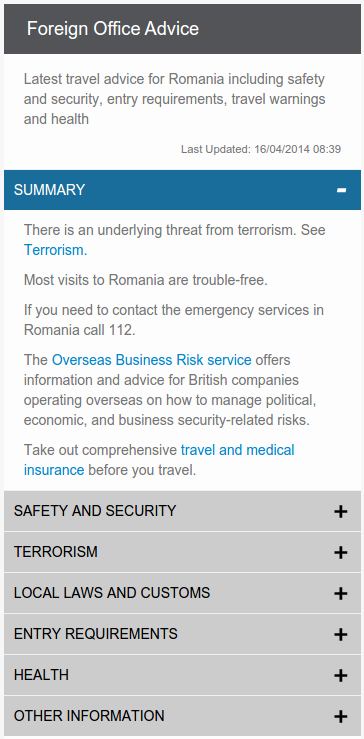 Foreign Office Advice
Latest travel advice for Romania including safety
and security, entry requirements, travel warnings
and health
Last Updated: 16/04/2014 08:39
SUMMARY
There is an underlying threat from terrorism. See
Terrorism.
Most visits to Romania are trouble-free.
If you need to contact the emergency services in
Romania call 112.
The Overseas Business Risk service offers
information and advice for British companies
operating overseas on how to manage political,
economic, and business security-related risks.
Take out comprehensive travel and medical
insurance before you travel.
SAFETY AND SECURITY
TERRORISM
LOCAL LAWS AND CUSTOMS
ENTRY REQUIREMENTS
HEALTH
OTHER INFORMATION